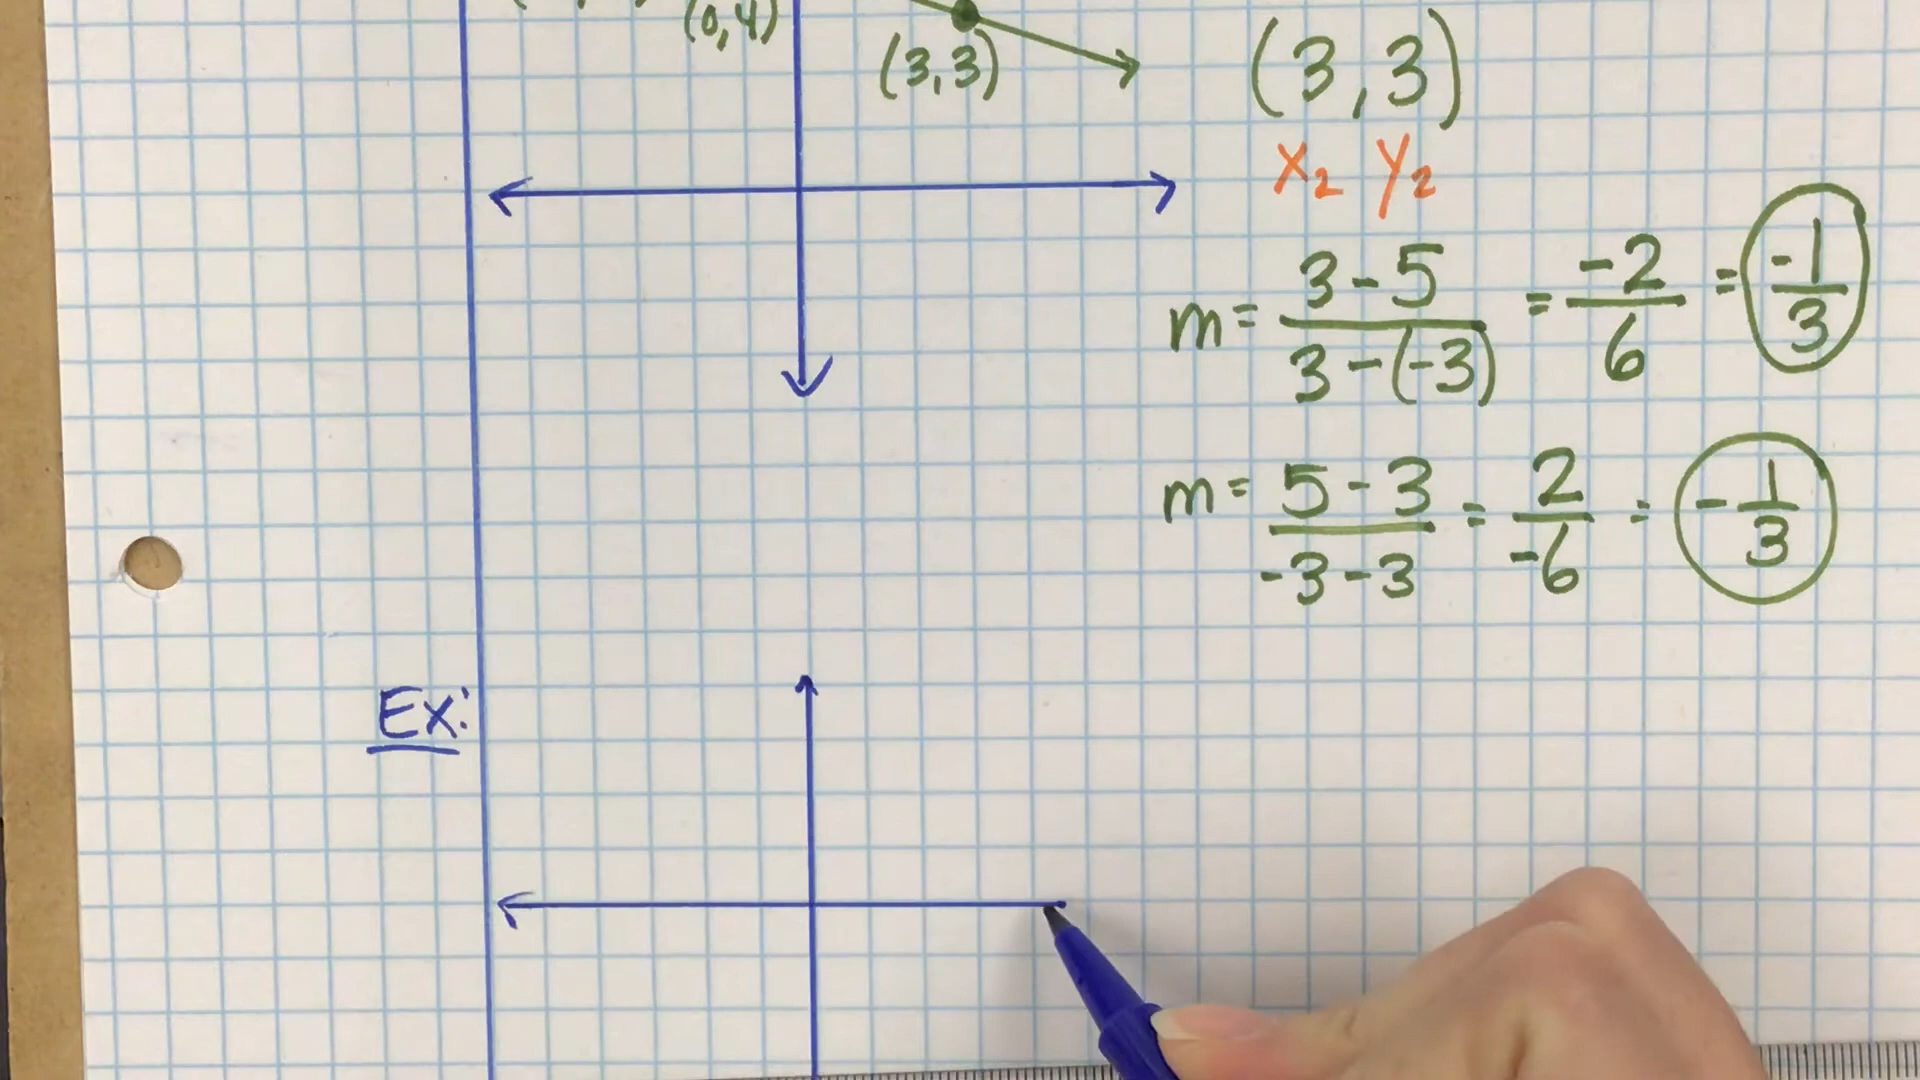 (0,4)
(3,3)
(3,3)
x₂ y₂
m = 3-5 / 3-(-3) = -2 / 6 = -1 / 3
m = 5-3 / -3-3 = 2 / -6 = - 1 / 3
Ex: